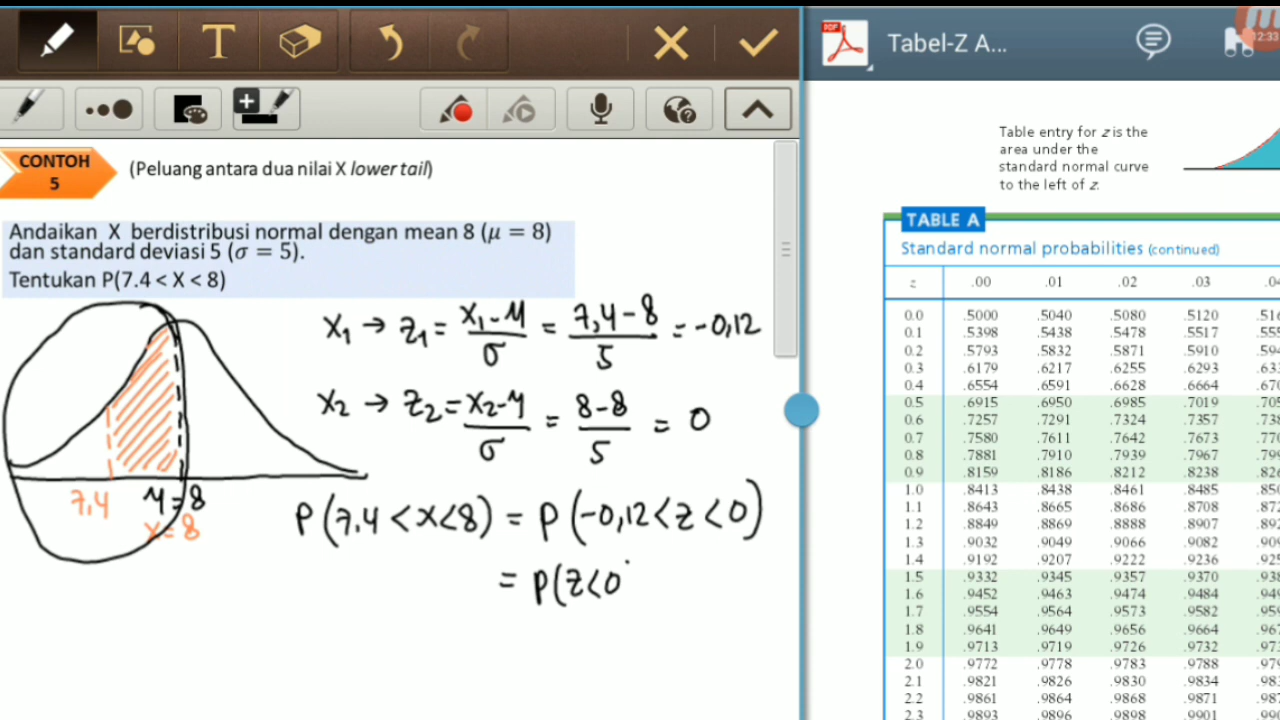 T
Tabel-Z A...
12:33
CONTOH
5
(Peluang antara dua nilai X lower tail)
Andaikan X berdistribusi normal dengan mean 8 (μ = 8)
dan standard deviasi 5 (σ = 5).
Tentukan P(7.4 < X < 8)
x₁ → z₁ = x₁-μ / σ = 7,4-8 / 5 = -0,12
x₂ → z₂ = x₂-μ / σ = 8-8 / 5 = 0
7,4 μ=8
x=8
P(7,4 < x < 8) = P(-0,12 < z < 0)
= P(z<0
Table entry for z is the
area under the
standard normal curve
to the left of z.
TABLE A
Standard normal probabilities (continued)
z .00 .01 .02 .03
0.0 .5000 .5040 .5080 .5120
0.1 .5398 .5438 .5478 .5517
0.2 .5793 .5832 .5871 .5910
0.3 .6179 .6217 .6255 .6293
0.4 .6554 .6591 .6628 .6664
0.5 .6915 .6950 .6985 .7019
0.6 .7257 .7291 .7324 .7357
0.7 .7580 .7611 .7642 .7673
0.8 .7881 .7910 .7939 .7967
0.9 .8159 .8186 .8212 .8238
1.0 .8413 .8438 .8461 .8485
1.1 .8643 .8665 .8686 .8708
1.2 .8849 .8869 .8888 .8907
1.3 .9032 .9049 .9066 .9082
1.4 .9192 .9207 .9222 .9236
1.5 .9332 .9345 .9357 .9370
1.6 .9452 .9463 .9474 .9484
1.7 .9554 .9564 .9573 .9582
1.8 .9641 .9649 .9656 .9664
1.9 .9713 .9719 .9726 .9732
2.0 .9772 .9778 .9783 .9788
2.1 .9821 .9826 .9830 .9834
2.2 .9861 .9864 .9868 .9871
2.3 .9893 .9896 .9898 .9901